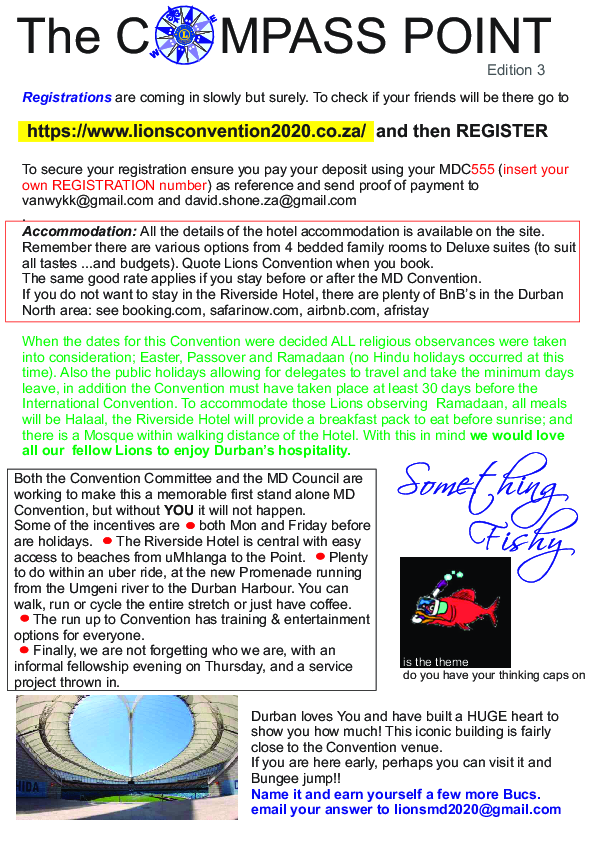 The COMPASS POINT
Edition 3
Registrations are coming in slowly but surely. To check if your friends will be there go to
https://www.lionsconvention2020.co.za/ and then REGISTER
To secure your registration ensure you pay your deposit using your MDC555 (insert your
own REGISTRATION number) as reference and send proof of payment to
vanwykk@gmail.com and david.shone.za@gmail.com
.
Accommodation: All the details of the hotel accommodation is available on the site.
Remember there are various options from 4 bedded family rooms to Deluxe suites (to suit
all tastes ...and budgets). Quote Lions Convention when you book.
The same good rate applies if you stay before or after the MD Convention.
If you do not want to stay in the Riverside Hotel, there are plenty of BnB's in the Durban
North area: see booking.com, safarinow.com, airbnb.com, afristay
When the dates for this Convention were decided ALL religious observances were taken
into consideration; Easter, Passover and Ramadaan (no Hindu holidays occurred at this
time). Also the public holidays allowing for delegates to travel and take the minimum days
leave, in addition the Convention must have taken place at least 30 days before the
International Convention. To accommodate those Lions observing Ramadaan, all meals
will be Halaal, the Riverside Hotel will provide a breakfast pack to eat before sunrise; and
there is a Mosque within walking distance of the Hotel. With this in mind we would love
all our fellow Lions to enjoy Durban's hospitality.
Both the Convention Committee and the MD Council are
working to make this a memorable first stand alone MD
Convention, but without YOU it will not happen.
Some of the incentives are ● both Mon and Friday before
are holidays. ● The Riverside Hotel is central with easy
access to beaches from uMhlanga to the Point. ● Plenty
to do within an uber ride, at the new Promenade running
from the Umgeni river to the Durban Harbour. You can
walk, run or cycle the entire stretch or just have coffee.
● The run up to Convention has training & entertainment
options for everyone.
● Finally, we are not forgetting who we are, with an
informal fellowship evening on Thursday, and a service
project thrown in.
Something
Fishy
is the theme
do you have your thinking caps on
Durban loves You and have built a HUGE heart to
show you how much! This iconic building is fairly
close to the Convention venue.
If you are here early, perhaps you can visit it and
Bungee jump!!
Name it and earn yourself a few more Bucs.
email your answer to lionsmd2020@gmail.com